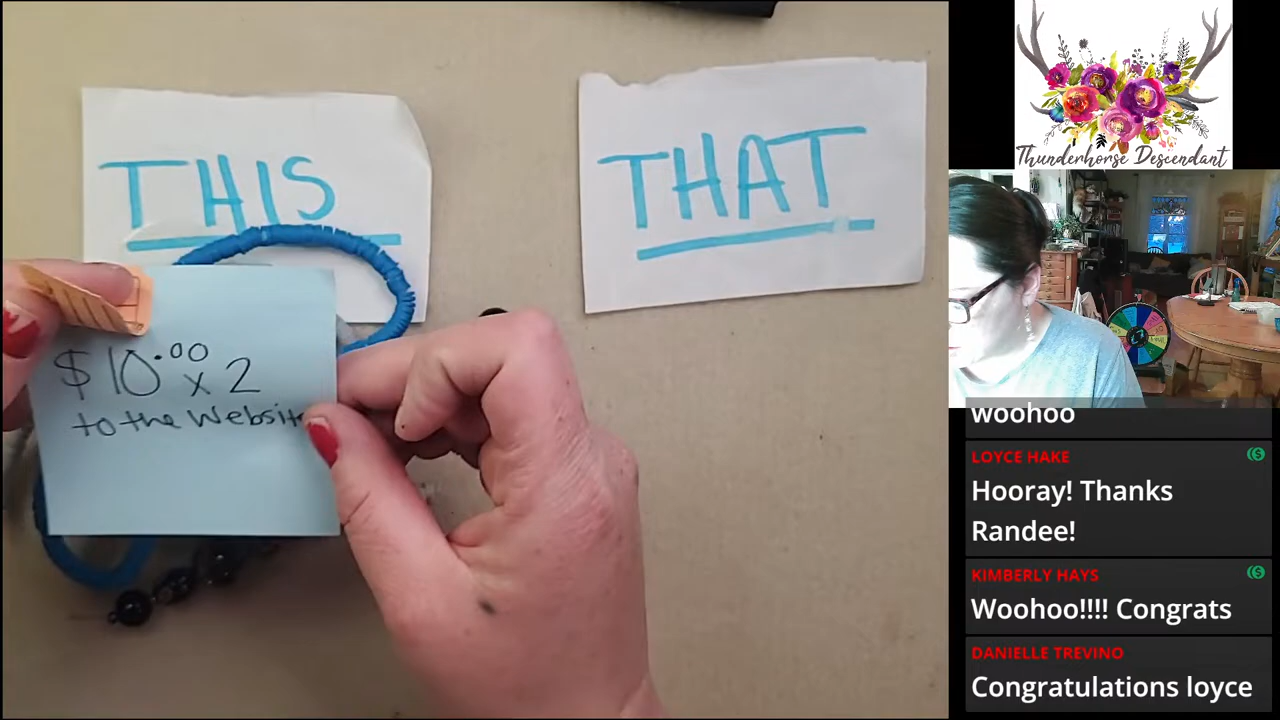 THIS
THAT
$10.00 x 2
to the Website
Thunderhorse Descendant
woohoo
LOYCE HAKE
Hooray! Thanks
Randee!
KIMBERLY HAYS
Woohoo!!!! Congrats
DANIELLE TREVINO
Congratulations loyce